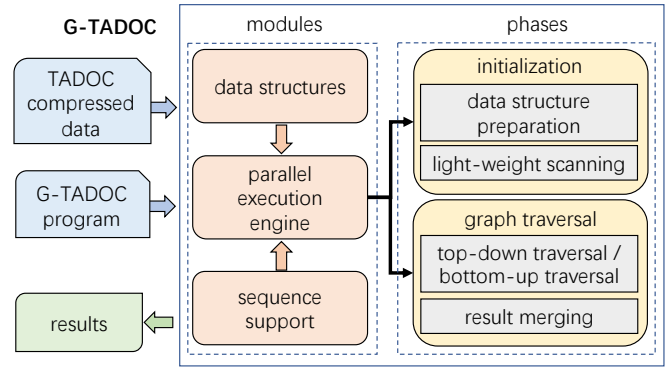 G-TADOC
modules
phases
TADOC
compressed
data
G-TADOC
program
results
data structures
parallel
execution
engine
sequence
support
initialization
data structure
preparation
light-weight scanning
graph traversal
top-down traversal /
bottom-up traversal
result merging